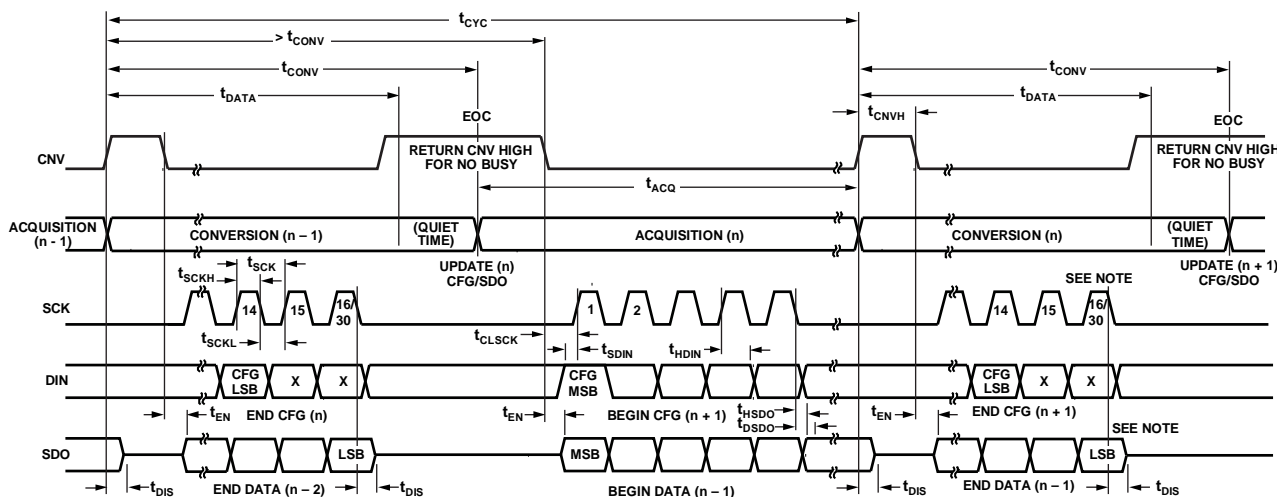 tCYC
> tCONV
tCONV
tCONV
tDATA
tDATA
tCNVH
EOC
EOC
CNV
RETURN CNV HIGH
FOR NO BUSY
RETURN CNV HIGH
FOR NO BUSY
tACQ
ACQUISITION
(n - 1)
CONVERSION (n – 1)
(QUIET
TIME)
ACQUISITION (n)
CONVERSION (n)
(QUIET
TIME)
UPDATE (n)
CFG/SDO
UPDATE (n + 1)
CFG/SDO
tSCK
tSCKH
SEE NOTE
SCK
14
15
16/
30
1
2
14
15
16/
30
tSCKL
tCLSCK
tSDIN
tHDIN
DIN
CFG
LSB
X
X
CFG
MSB
CFG
LSB
X
X
tEN
END CFG (n)
tEN
BEGIN CFG (n + 1)
tHSDO
tDSDO
tEN
END CFG (n + 1)
SEE NOTE
SDO
LSB
MSB
LSB
tDIS
END DATA (n – 2)
tDIS
BEGIN DATA (n – 1)
tDIS
END DATA (n – 1)
tDIS